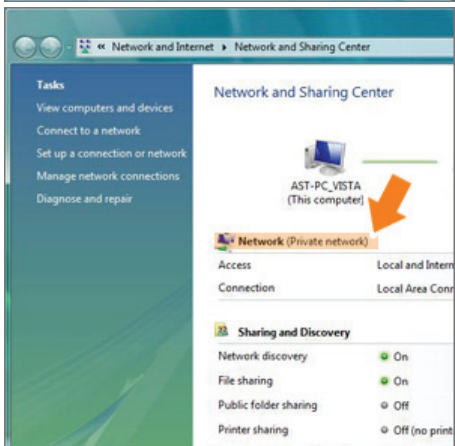 « Network and Internet ▸ Network and Sharing Center
Tasks
View computers and devices
Connect to a network
Set up a connection or network
Manage network connections
Diagnose and repair
Network and Sharing Center
AST-PC_VISTA
(This computer)
Network (Private network)
Access Local and Intern
Connection Local Area Conn
Sharing and Discovery
Network discovery On
File sharing On
Public folder sharing Off
Printer sharing Off (no print